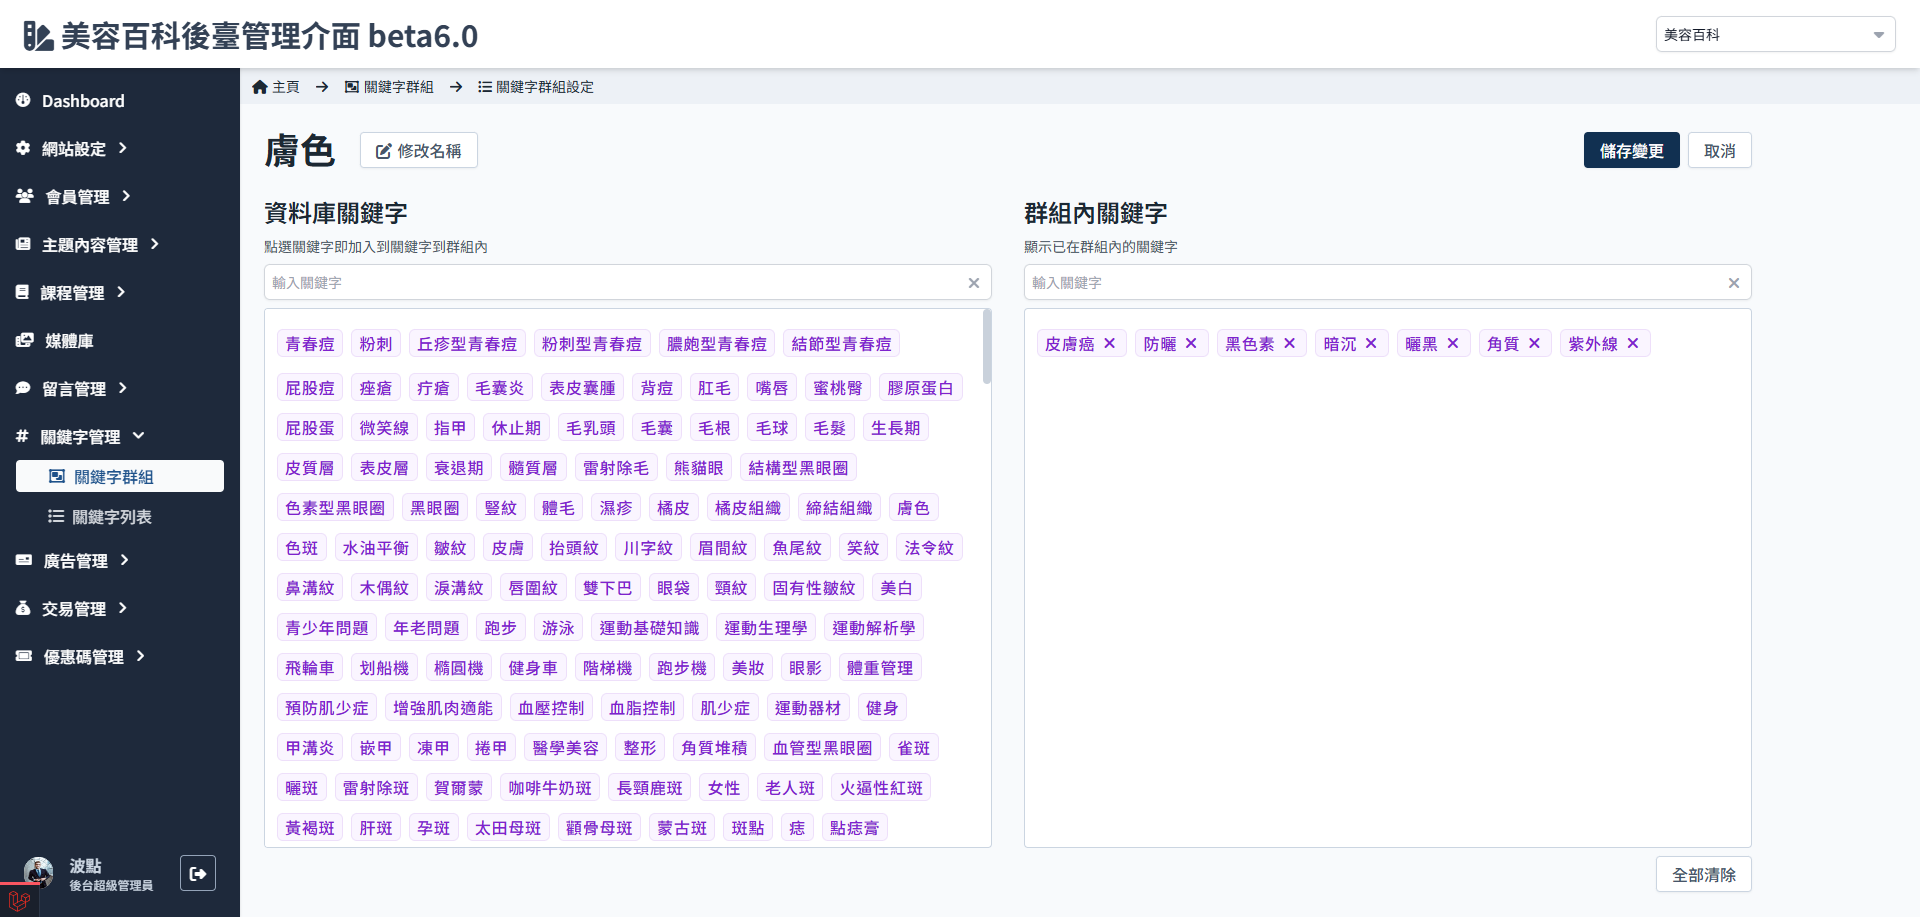 美容百科後臺管理介面 beta6.0
美容百科
Dashboard
網站設定
會員管理
主題內容管理
課程管理
媒體庫
留言管理
關鍵字管理
關鍵字群組
關鍵字列表
廣告管理
交易管理
優惠碼管理
波點
後台超級管理員
主頁 → 關鍵字群組 → 關鍵字群組設定
膚色 修改名稱
儲存變更 取消
資料庫關鍵字
點選關鍵字即加入到關鍵字到群組內
輸入關鍵字
青春痘 粉刺 丘疹型青春痘 粉刺型青春痘 膿皰型青春痘 結節型青春痘
屁股痘 痤瘡 疔瘡 毛囊炎 表皮囊腫 背痘 肛毛 嘴唇 蜜桃臀 膠原蛋白
屁股蛋 微笑線 指甲 休止期 毛乳頭 毛囊 毛根 毛球 毛髮 生長期
皮質層 表皮層 衰退期 髓質層 雷射除毛 熊貓眼 結構型黑眼圈
色素型黑眼圈 黑眼圈 豎紋 體毛 濕疹 橘皮 橘皮組織 締結組織 膚色
色斑 水油平衡 皺紋 皮膚 抬頭紋 川字紋 眉間紋 魚尾紋 笑紋 法令紋
鼻溝紋 木偶紋 淚溝紋 唇圍紋 雙下巴 眼袋 頸紋 固有性皺紋 美白
青少年問題 年老問題 跑步 游泳 運動基礎知識 運動生理學 運動解析學
飛輪車 划船機 橢圓機 健身車 階梯機 跑步機 美妝 眼影 體重管理
預防肌少症 增強肌肉適能 血壓控制 血脂控制 肌少症 運動器材 健身
甲溝炎 嵌甲 凍甲 捲甲 醫學美容 整形 角質堆積 血管型黑眼圈 雀斑
曬斑 雷射除斑 賀爾蒙 咖啡牛奶斑 長頸鹿斑 女性 老人斑 火逼性紅斑
黃褐斑 肝斑 孕斑 太田母斑 顴骨母斑 蒙古斑 斑點 痣 點痣膏
群組內關鍵字
顯示已在群組內的關鍵字
輸入關鍵字
皮膚癌 防曬 黑色素 暗沉 曬黑 角質 紫外線
全部清除